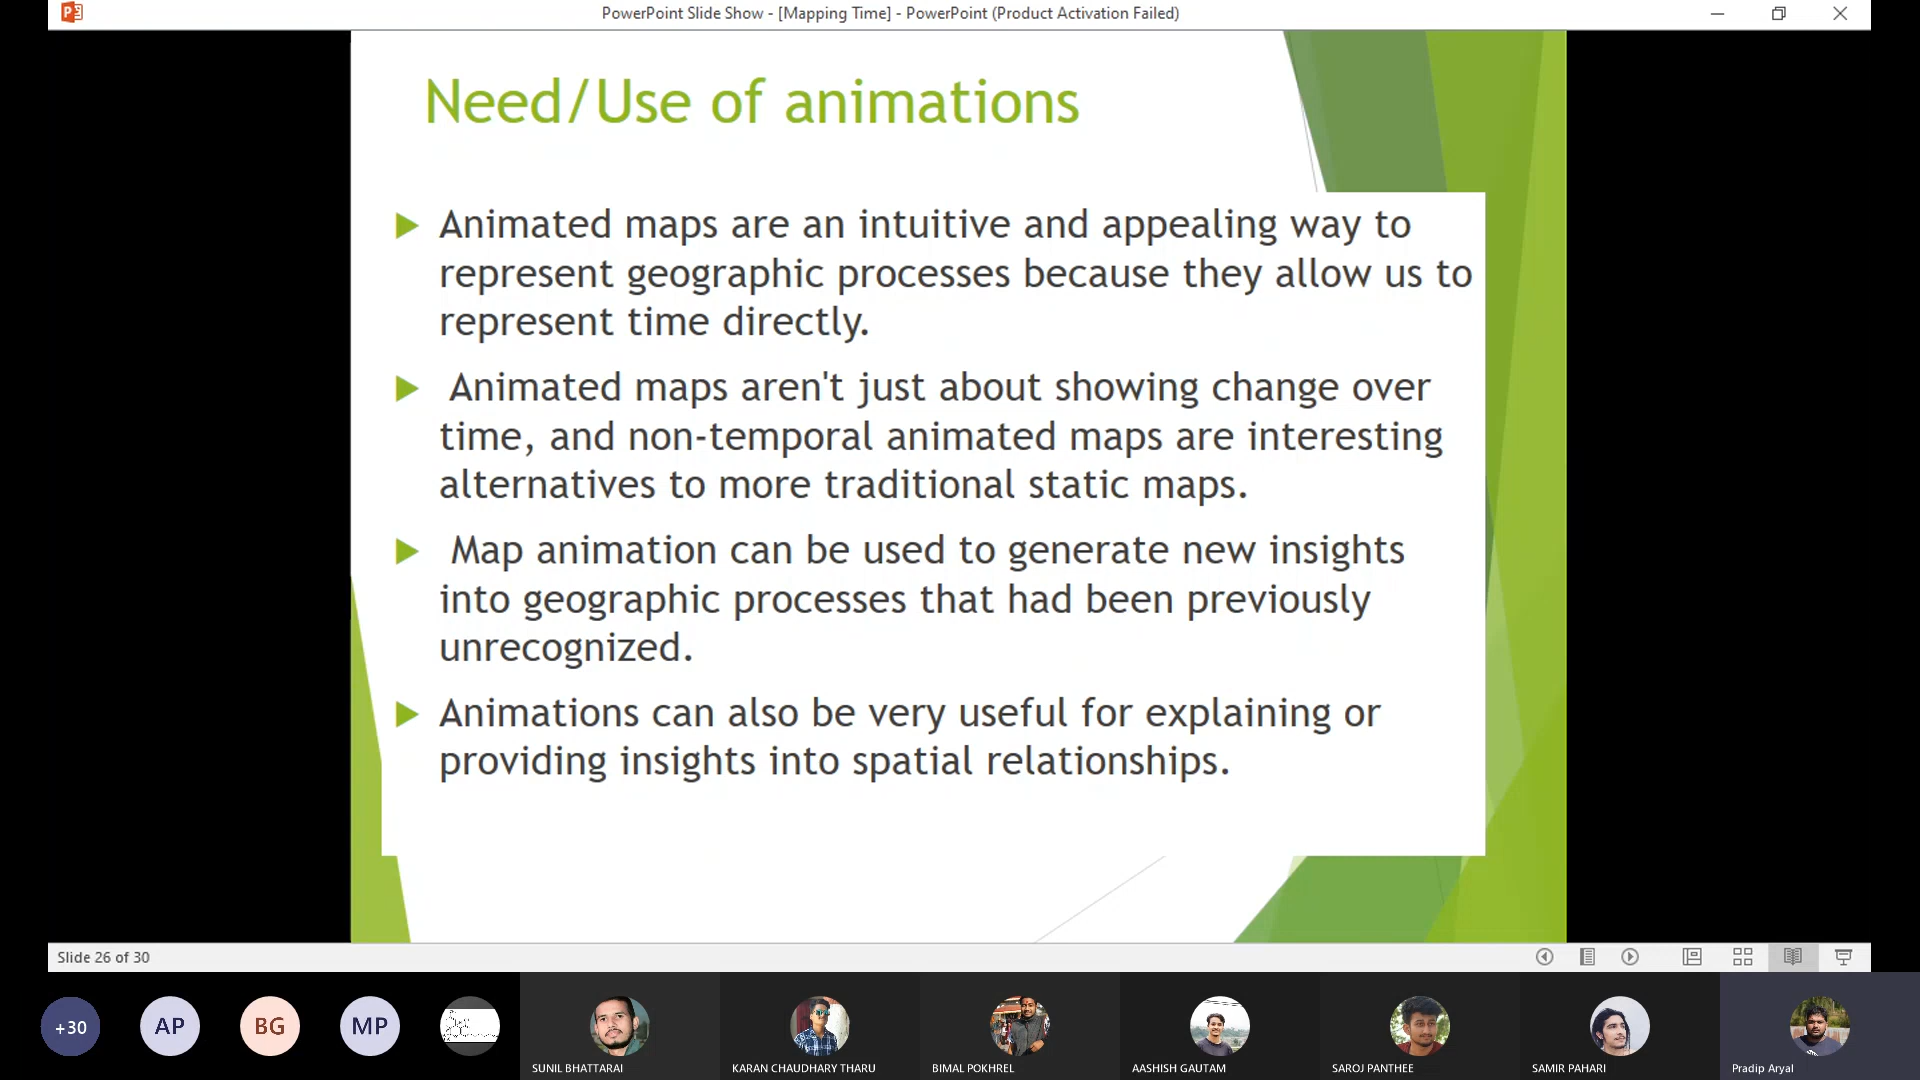 PowerPoint Slide Show - [Mapping Time] - PowerPoint (Product Activation Failed)
Need/Use of animations
Animated maps are an intuitive and appealing way to
represent geographic processes because they allow us to
represent time directly.
Animated maps aren't just about showing change over
time, and non-temporal animated maps are interesting
alternatives to more traditional static maps.
Map animation can be used to generate new insights
into geographic processes that had been previously
unrecognized.
Animations can also be very useful for explaining or
providing insights into spatial relationships.
Slide 26 of 30
+30
AP
BG
MP
SUNIL BHATTARAI
KARAN CHAUDHARY THARU
BIMAL POKHREL
AASHISH GAUTAM
SAROJ PANTHEE
SAMIR PAHARI
Pradip Aryal